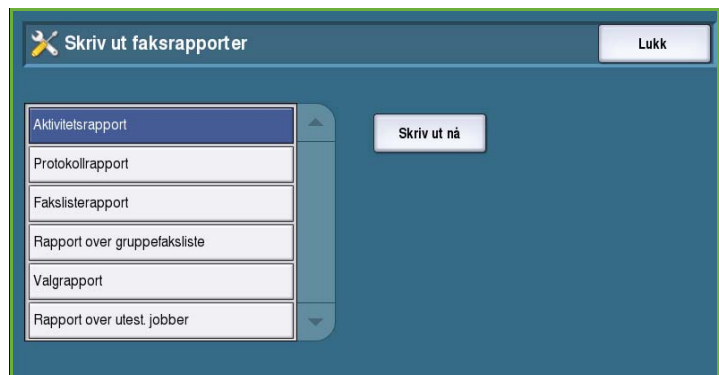 Skriv ut faksrapporter
Lukk
Aktivitetsrapport
Skriv ut nå
Protokollrapport
Fakslisterapport
Rapport over gruppefaksliste
Valgrapport
Rapport over utest. jobber